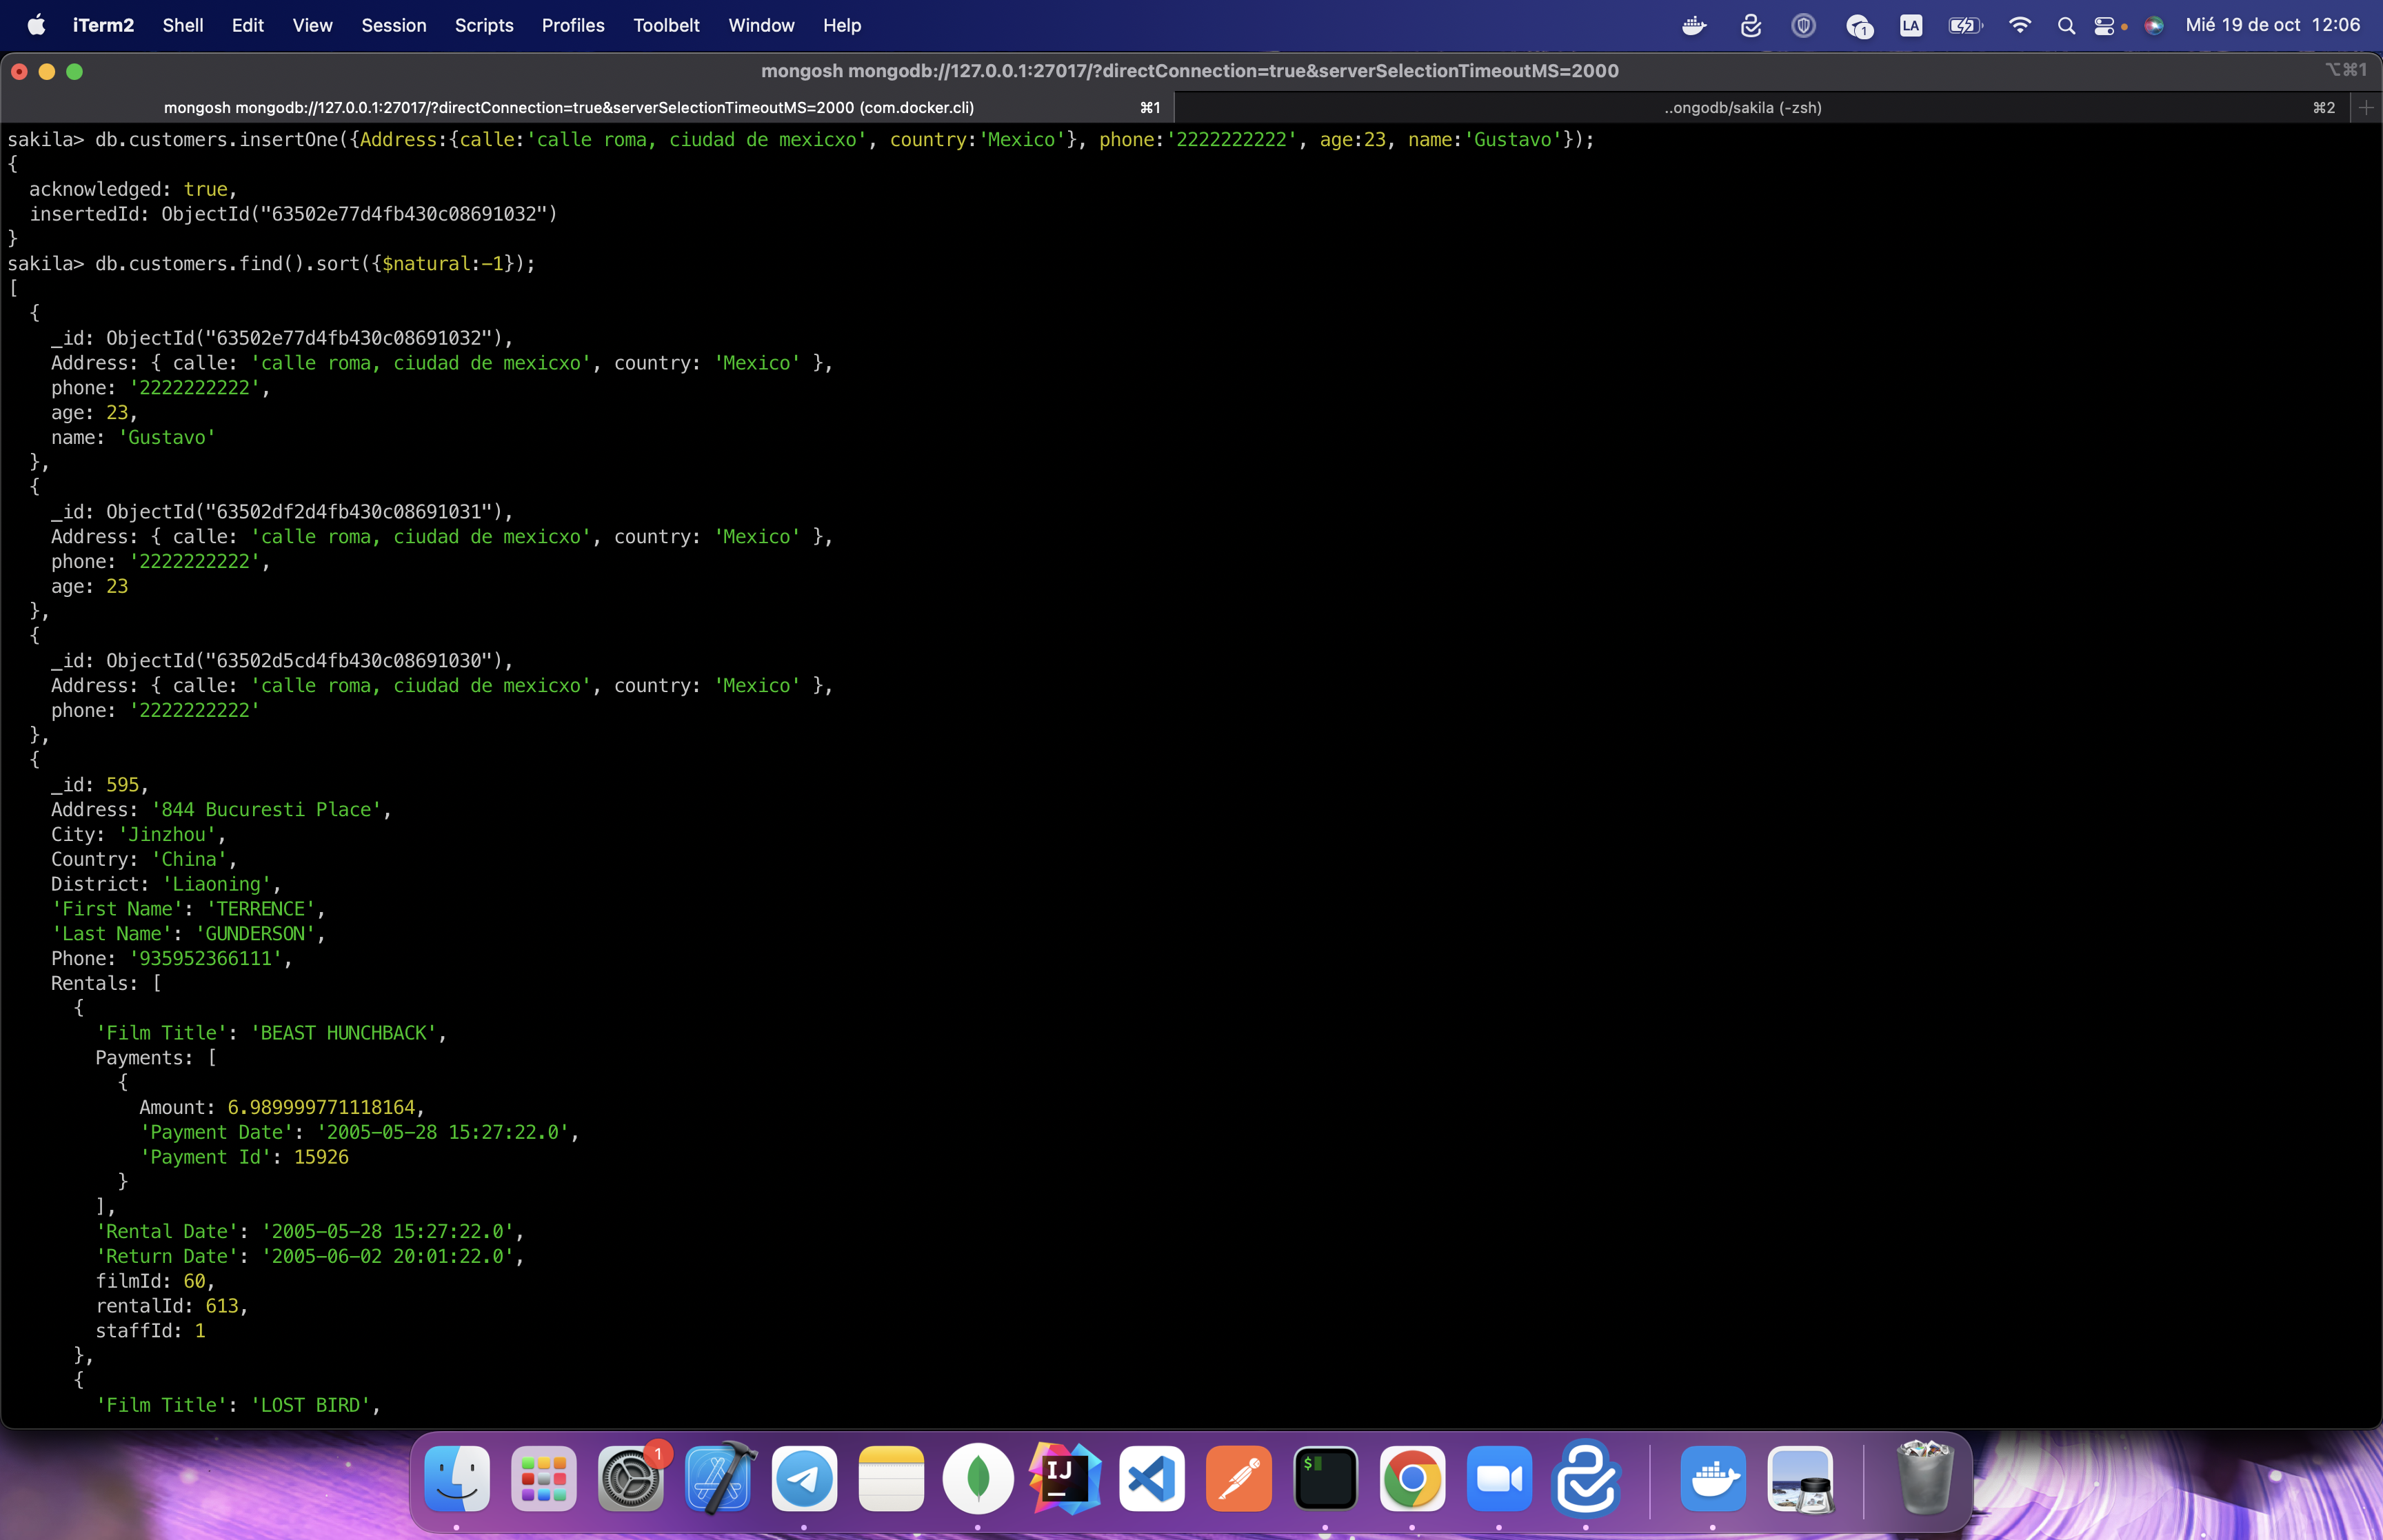 iTerm2 Shell Edit View Session Scripts Profiles Toolbelt Window Help 1 LA Mié 19 de oct 12:06
mongosh mongodb://127.0.0.1:27017/?directConnection=true&serverSelectionTimeoutMS=2000 ⌥⌘1
mongosh mongodb://127.0.0.1:27017/?directConnection=true&serverSelectionTimeoutMS=2000 (com.docker.cli) ⌘1 ..ongodb/sakila (-zsh) ⌘2
sakila> db.customers.insertOne({Address:{calle:'calle roma, ciudad de mexicxo', country:'Mexico'}, phone:'2222222222', age:23, name:'Gustavo'});
{
  acknowledged: true,
  insertedId: ObjectId("63502e77d4fb430c08691032")
}
sakila> db.customers.find().sort({$natural:-1});
[
  {
    _id: ObjectId("63502e77d4fb430c08691032"),
    Address: { calle: 'calle roma, ciudad de mexicxo', country: 'Mexico' },
    phone: '2222222222',
    age: 23,
    name: 'Gustavo'
  },
  {
    _id: ObjectId("63502df2d4fb430c08691031"),
    Address: { calle: 'calle roma, ciudad de mexicxo', country: 'Mexico' },
    phone: '2222222222',
    age: 23
  },
  {
    _id: ObjectId("63502d5cd4fb430c08691030"),
    Address: { calle: 'calle roma, ciudad de mexicxo', country: 'Mexico' },
    phone: '2222222222'
  },
  {
    _id: 595,
    Address: '844 Bucuresti Place',
    City: 'Jinzhou',
    Country: 'China',
    District: 'Liaoning',
    'First Name': 'TERRENCE',
    'Last Name': 'GUNDERSON',
    Phone: '935952366111',
    Rentals: [
      {
        'Film Title': 'BEAST HUNCHBACK',
        Payments: [
          {
            Amount: 6.989999771118164,
            'Payment Date': '2005-05-28 15:27:22.0',
            'Payment Id': 15926
          }
        ],
        'Rental Date': '2005-05-28 15:27:22.0',
        'Return Date': '2005-06-02 20:01:22.0',
        filmId: 60,
        rentalId: 613,
        staffId: 1
      },
      {
        'Film Title': 'LOST BIRD',
1
IJ
$